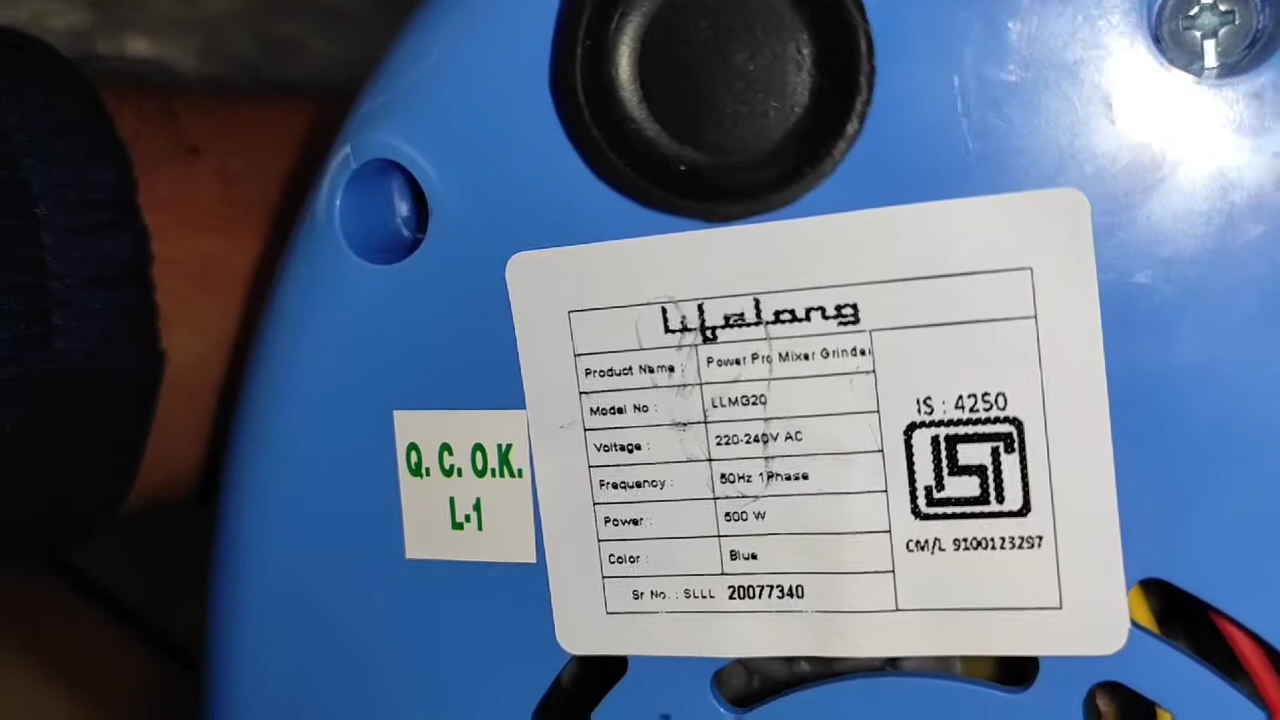 Lifelong
Product Name : Power Pro Mixer Grinder
Model No : LLMG20
Voltage : 220-240V AC
Frequency : 50Hz 1Phase
Power : 500 W
Color : Blue
Sr No. : SLLL 20077340
IS : 4250
ISI
CM/L 9100123297
Q. C. O.K.
L-1